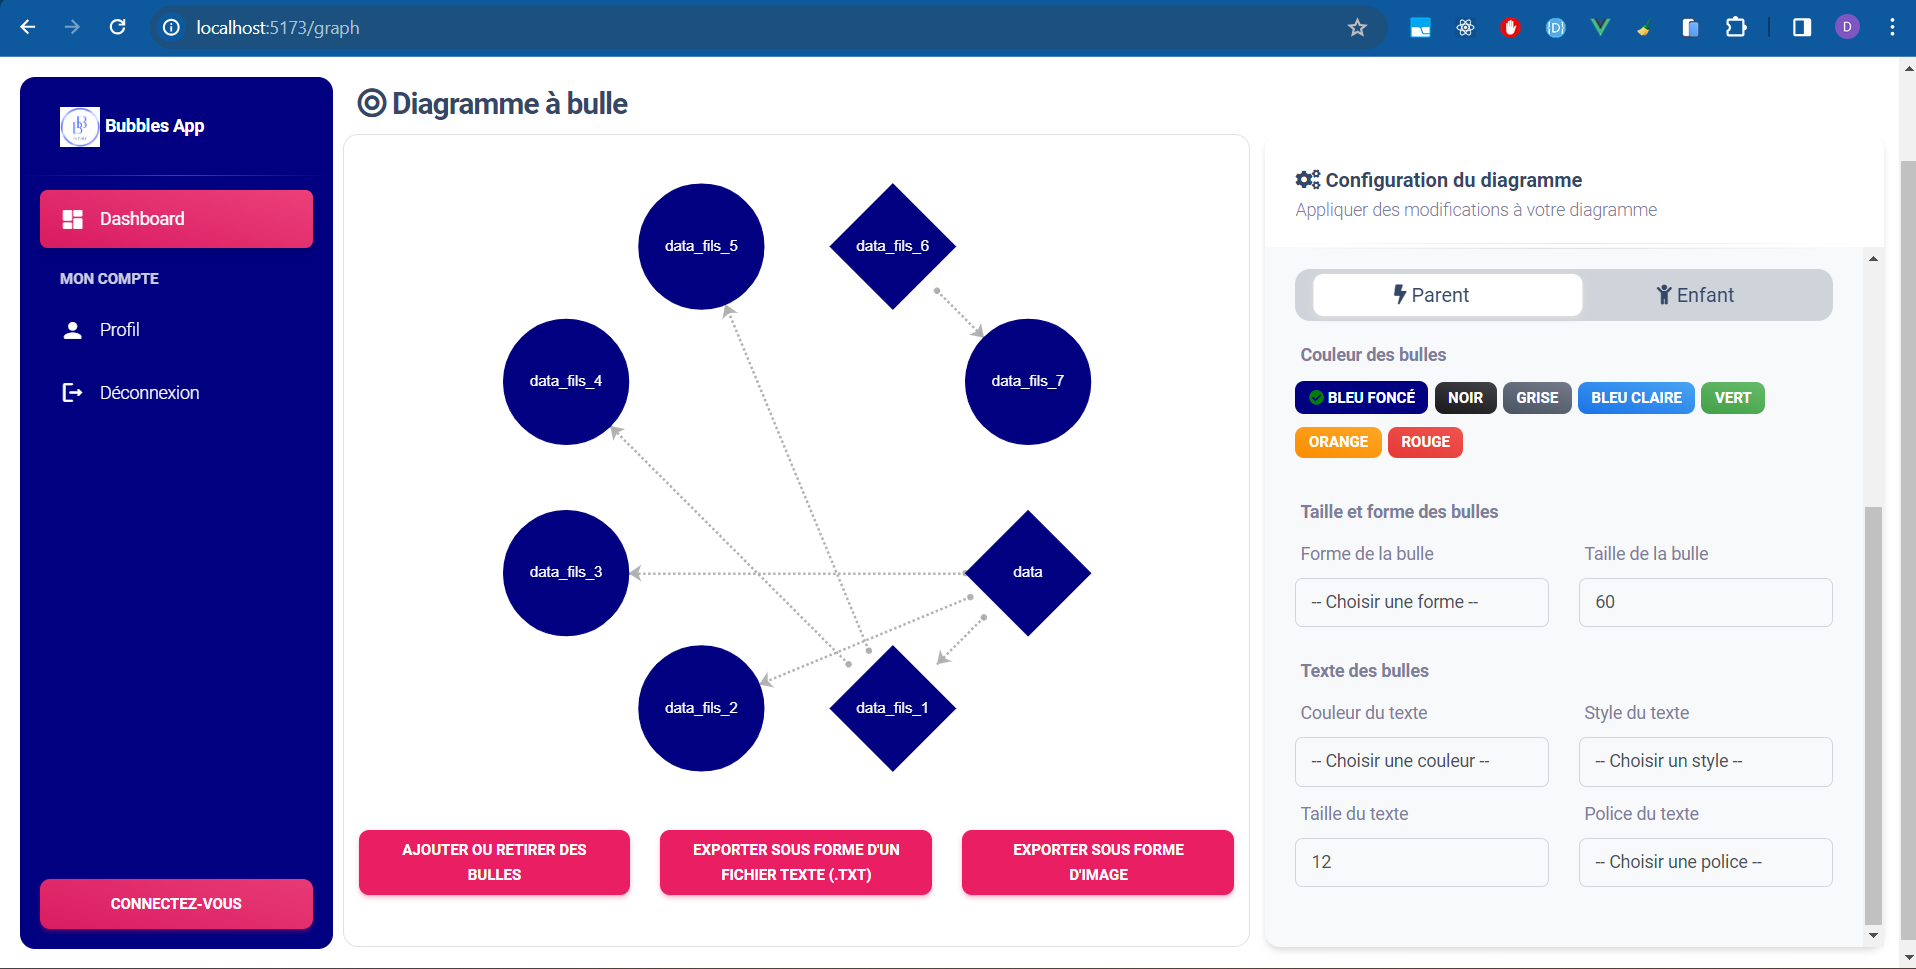 localhost:5173/graph
D
Bubbles App
Dashboard
MON COMPTE
Profil
Déconnexion
CONNECTEZ-VOUS
Diagramme à bulle
data_fils_5
data_fils_6
data_fils_4
data_fils_7
data_fils_3
data
data_fils_2
data_fils_1
AJOUTER OU RETIRER DES
BULLES
EXPORTER SOUS FORME D'UN
FICHIER TEXTE (.TXT)
EXPORTER SOUS FORME
D'IMAGE
Configuration du diagramme
Appliquer des modifications à votre diagramme
Parent
Enfant
Couleur des bulles
BLEU FONCÉ
NOIR
GRISE
BLEU CLAIRE
VERT
ORANGE
ROUGE
Taille et forme des bulles
Forme de la bulle
Taille de la bulle
-- Choisir une forme --
60
Texte des bulles
Couleur du texte
Style du texte
-- Choisir une couleur --
-- Choisir un style --
Taille du texte
Police du texte
12
-- Choisir une police --